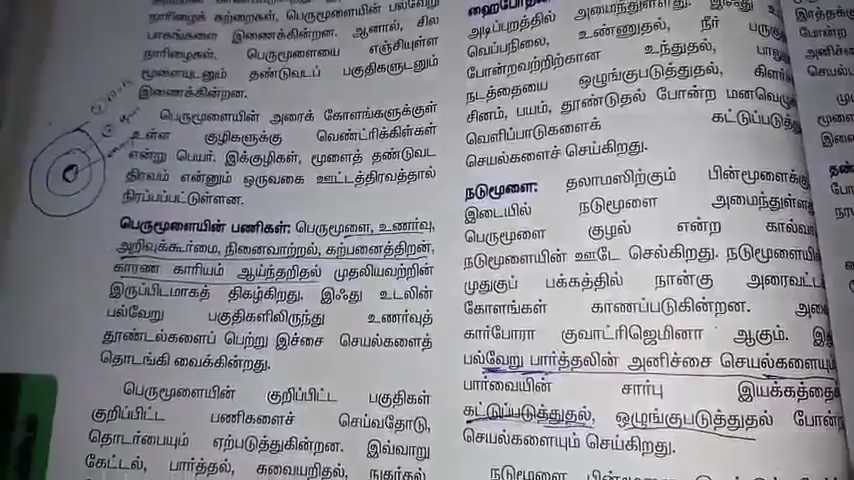 நாரிழைக் கற்றைகள், பெருமூளையின் பல்வேறு
பாகங்களை இணைக்கின்றன. ஆனால், சில
நாரிழைகள். பெருமூளையை எஞ்சியுள்ள
மூளையுடனும் தண்டுவடப் பகுதிகளுடனும்
இணைக்கின்றன.
பெருமூளையின் அரைக் கோளங்களுக்குள்
உள்ள குழிகளுக்கு வெண்ட்ரிக்கிள்கள்
என்று பெயர். இக்குழிகள், மூளைத் தண்டுவட
திரவம் என்னும் ஒருவகை ஊட்டத்திரவத்தால்
நிரப்பப்பட்டுள்ளன.
பெருமூளையின் பணிகள்: பெருமூளை, உணர்வு,
அறிவுக்கூர்மை, நினைவாற்றல், கற்பனைத்திறன்,
காரண காரியம் ஆய்ந்தறிதல் முதலியவற்றின்
இருப்பிடமாகத் திகழ்கிறது. இஃது உடலின்
பல்வேறு பகுதிகளிலிருந்து உணர்வுத்
தூண்டல்களைப் பெற்று இச்சை செயல்களைத்
தொடங்கி வைக்கின்றது.
பெருமூளையின் குறிப்பிட்ட பகுதிகள்
குறிப்பிட்ட பணிகளைச் செய்வதோடு,
தொடர்பையும் ஏற்படுத்துகின்றன. இவ்வாறு
கேட்டல், பார்த்தல், சுவையறிதல், நுகர்தல்
அடிப்புறத்தில் அமைந்துள்ளது. இஃது
வெப்பநிலை, உண்ணுதல், நீர்
போன்றவற்றிற்கான உந்துதல்,
நடத்தையை ஒழுங்குபடுத்துதல்,
சினம், பயம், தூண்டுதல் போன்ற
வெளிப்பாடுகளைக்
செயல்களைச் செய்கிறது.
நடுமூளை: தலாமஸிற்கும் பின்மூளைக்கு
இடையில் நடுமூளை அமைந்துள்ளது
பெருமூளை குழல் என்ற
நடுமூளையின் ஊடே செல்கிறது. நடுமூளையின்
முதுகுப் பக்கத்தில் நான்கு அரைவட்ட
கோளங்கள் காணப்படுகின்றன.
கார்போரா குவாட்ரிஜெமினா ஆகும்.
பல்வேறு பார்த்தலின் அனிச்சை செயல்களையும்
பார்வையின் சார்பு இயக்கத்தை
கட்டுப்படுத்துதல், ஒழுங்குபடுத்துதல் போன்
செயல்களையும் செய்கிறது.
நடுமூளை